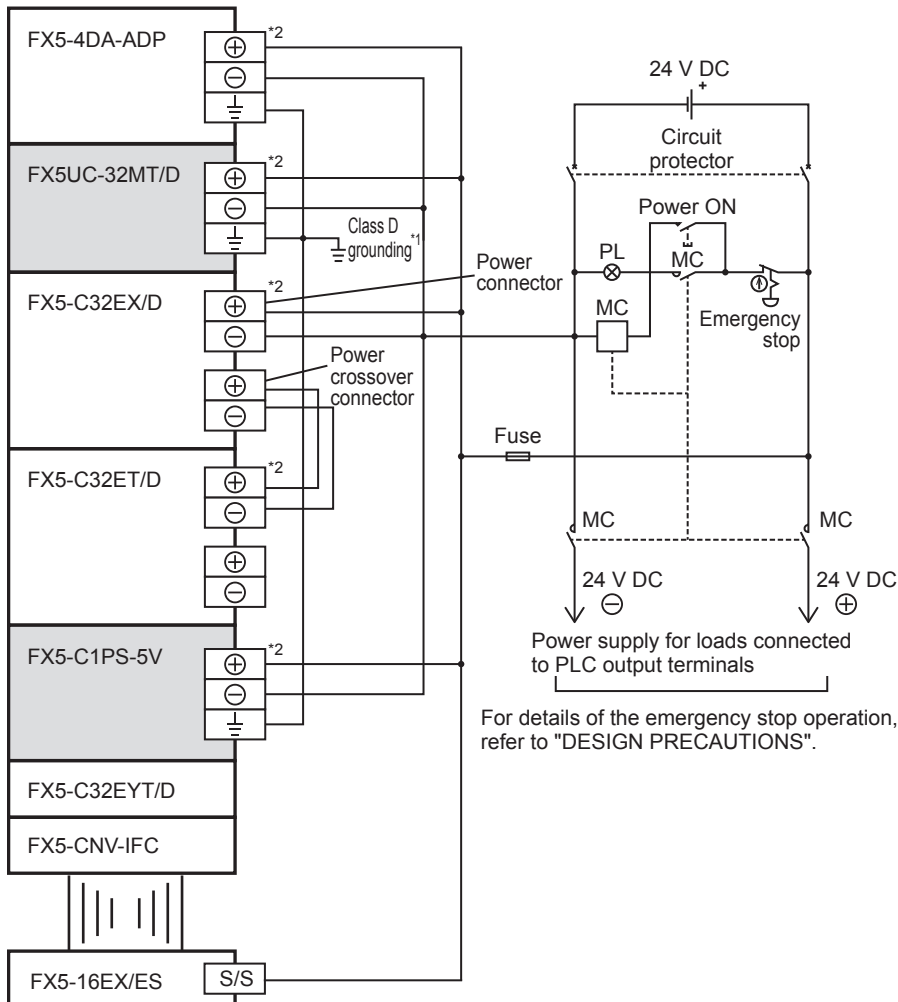 FX5-4DA-ADP
⊕
*2
⊖
FX5UC-32MT/D
⊕
*2
⊖
Class D
grounding*1
FX5-C32EX/D
⊕
*2
⊖
Power
connector
⊕
⊖
Power
crossover
connector
FX5-C32ET/D
⊕
*2
⊖
⊕
⊖
FX5-C1PS-5V
⊕
*2
⊖
FX5-C32EYT/D
FX5-CNV-IFC
FX5-16EX/ES
S/S
24 V DC
+
Circuit
protector
Power ON
PL
MC
MC
Emergency
stop
Fuse
MC
MC
24 V DC
⊖
24 V DC
⊕
Power supply for loads connected
to PLC output terminals
For details of the emergency stop operation,
refer to "DESIGN PRECAUTIONS".